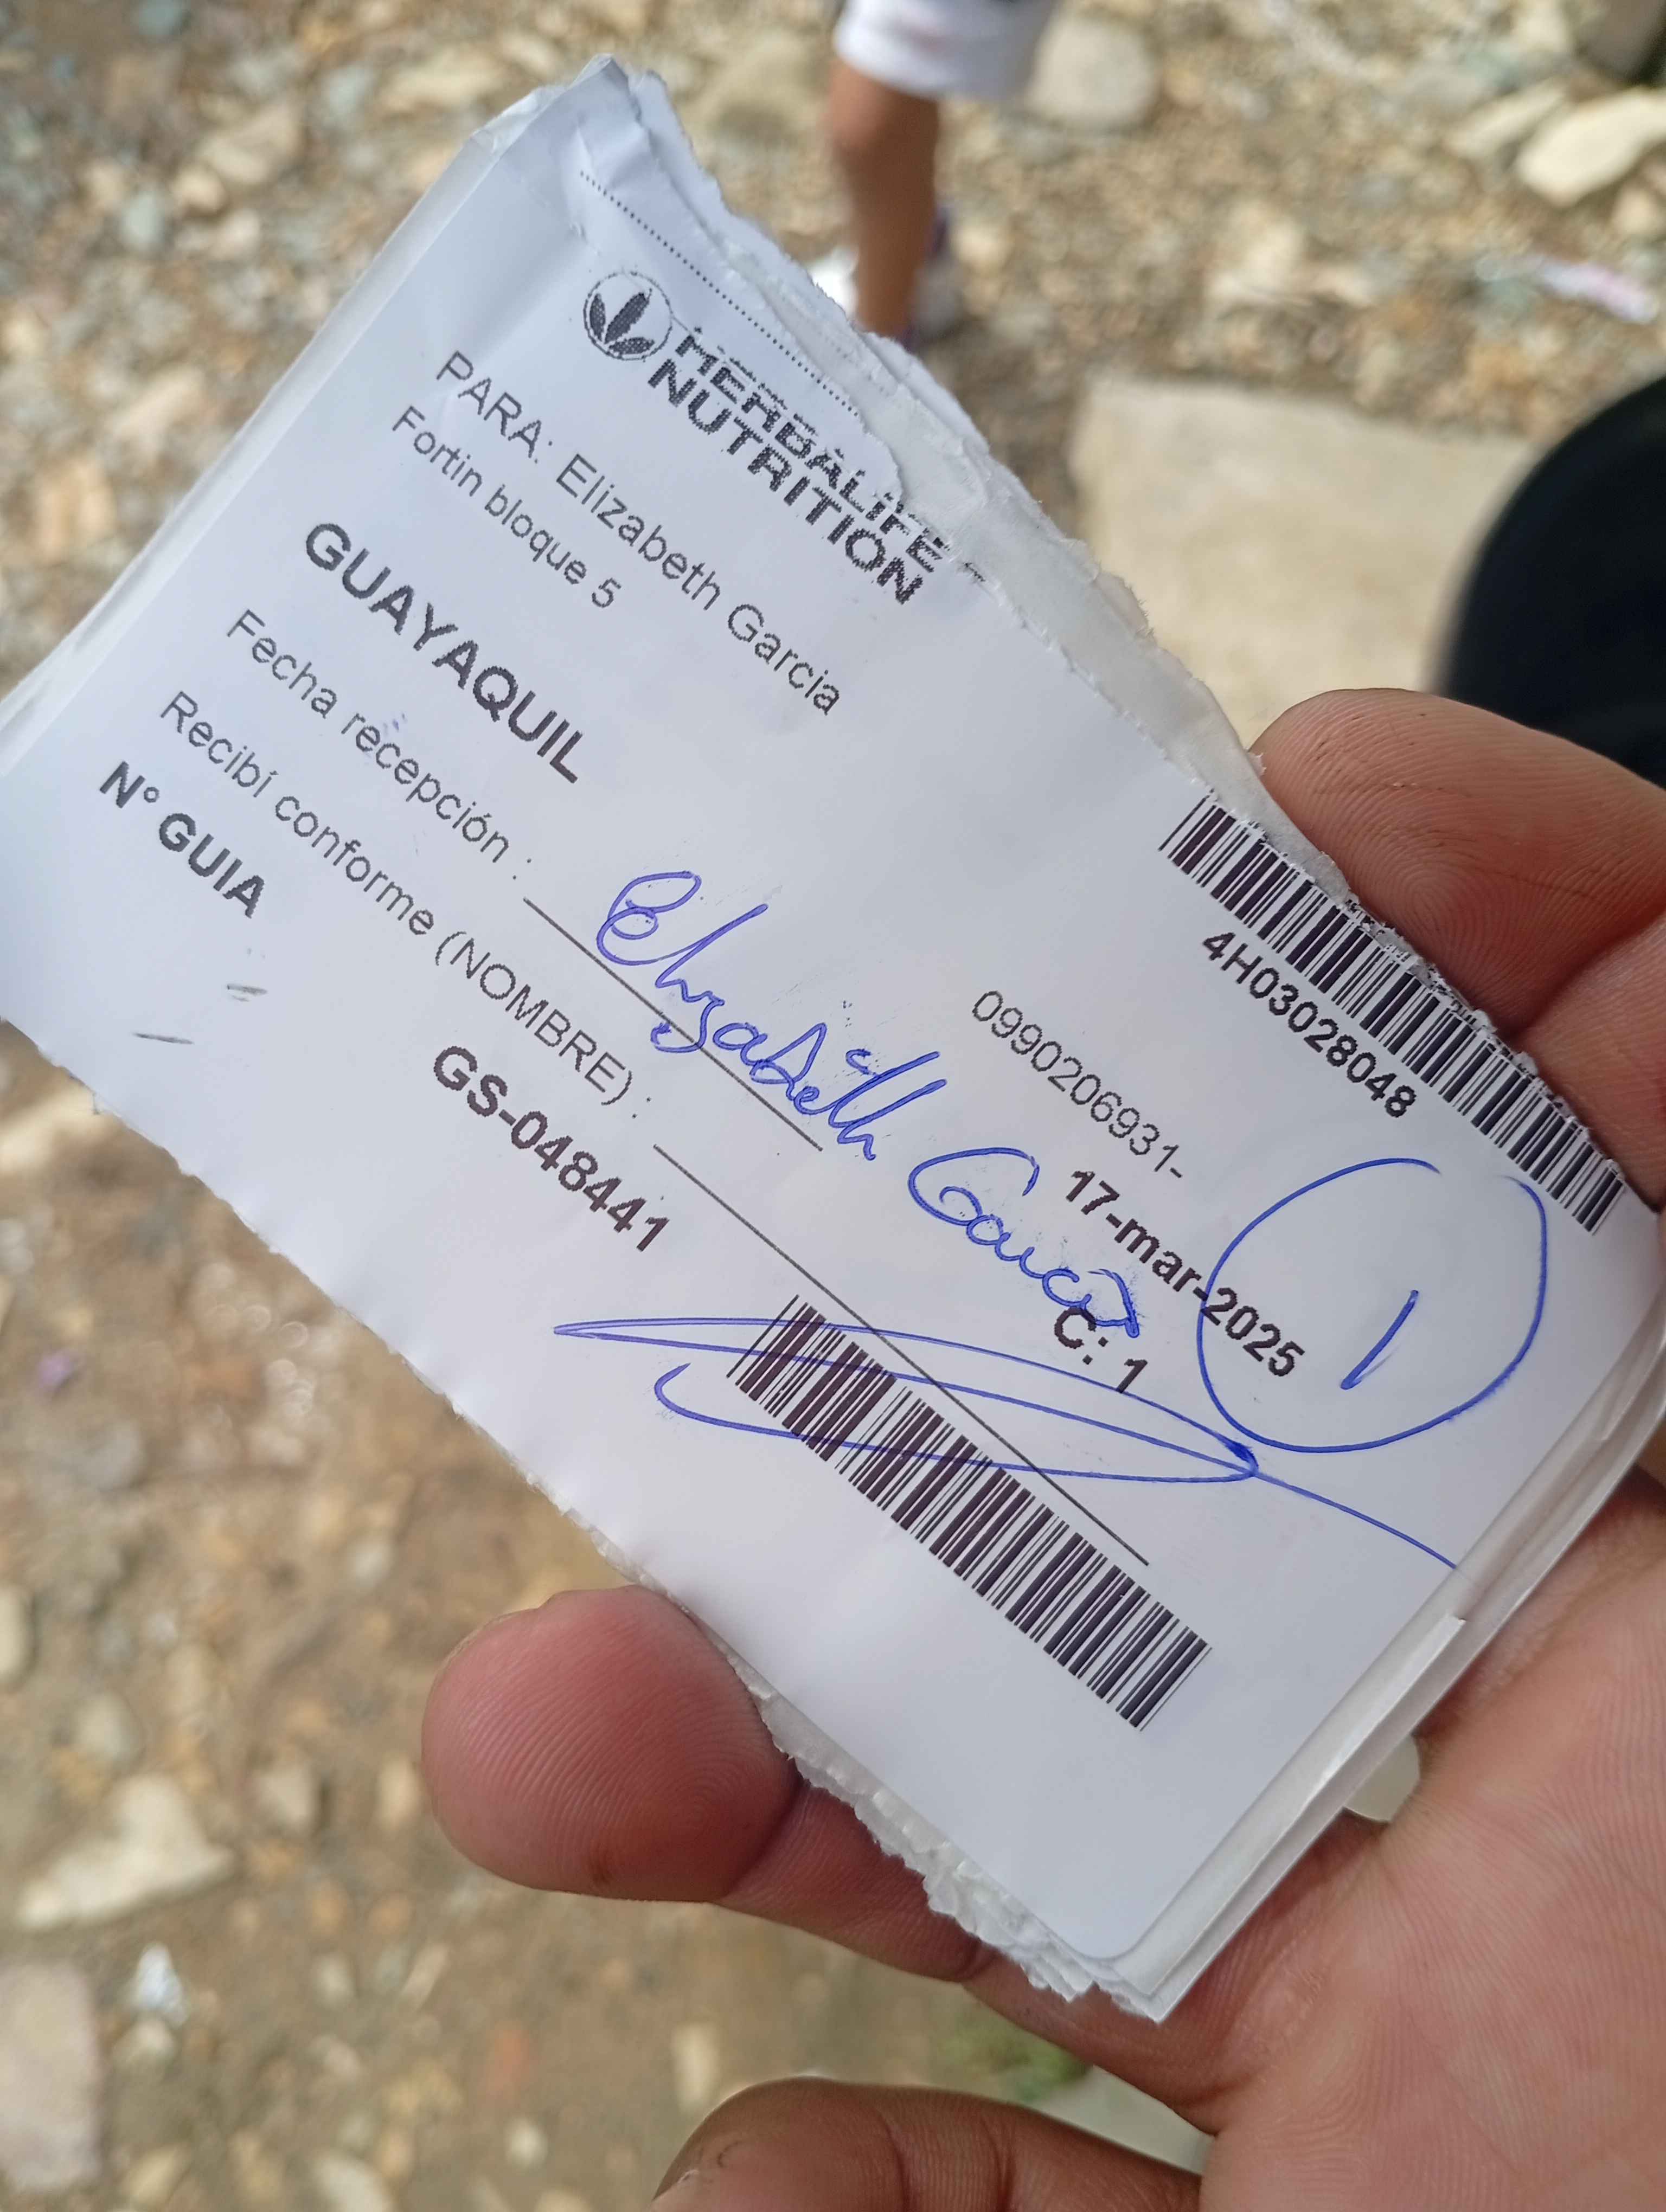 HERBALIFE
NUTRITION
4H03028048
PARA: Elizabeth Garcia
Fortin bloque 5
0990206931-
GUAYAQUIL
17-mar-2025
C: 1
1
Fecha recepción :
Elizabeth Garcia
Recibí conforme (NOMBRE) :
N° GUIA
GS-048441